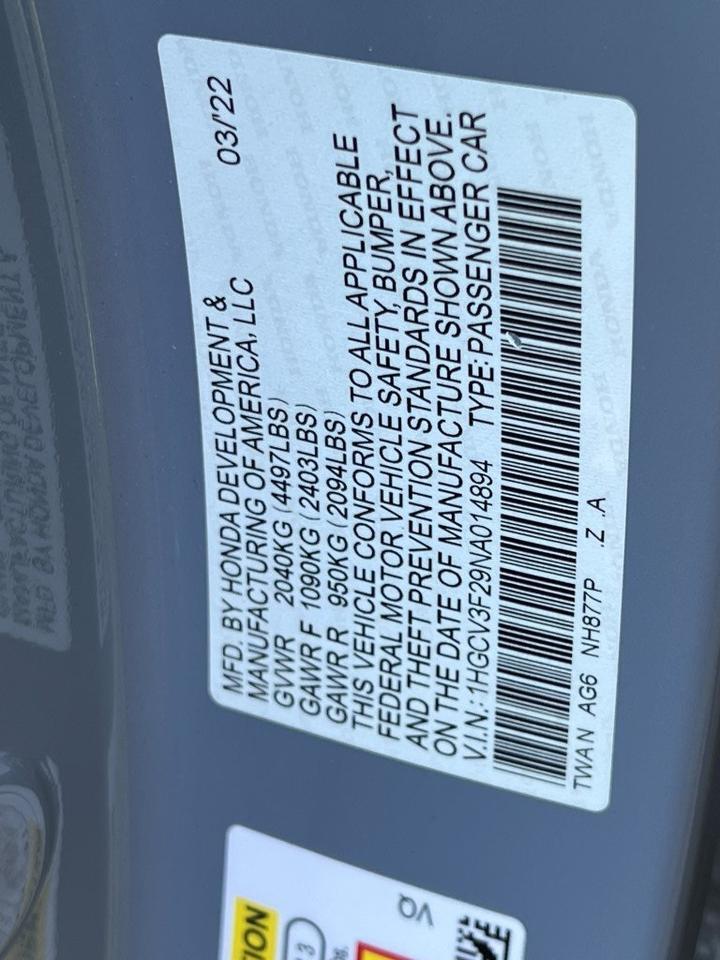 MFD. BY HONDA DEVELOPMENT & 03/'22
MANUFACTURING OF AMERICA, LLC
GVWR 2040KG (4497LBS)
GAWR F 1090KG (2403LBS)
GAWR R 950KG (2094LBS)
THIS VEHICLE CONFORMS TO ALL APPLICABLE
FEDERAL MOTOR VEHICLE SAFETY, BUMPER,
AND THEFT PREVENTION STANDARDS IN EFFECT
ON THE DATE OF MANUFACTURE SHOWN ABOVE.
V.I.N.: 1HGCV3F29NA014894 TYPE: PASSENGER CAR
TWAN AG6 NH877P .Z .A
VQ